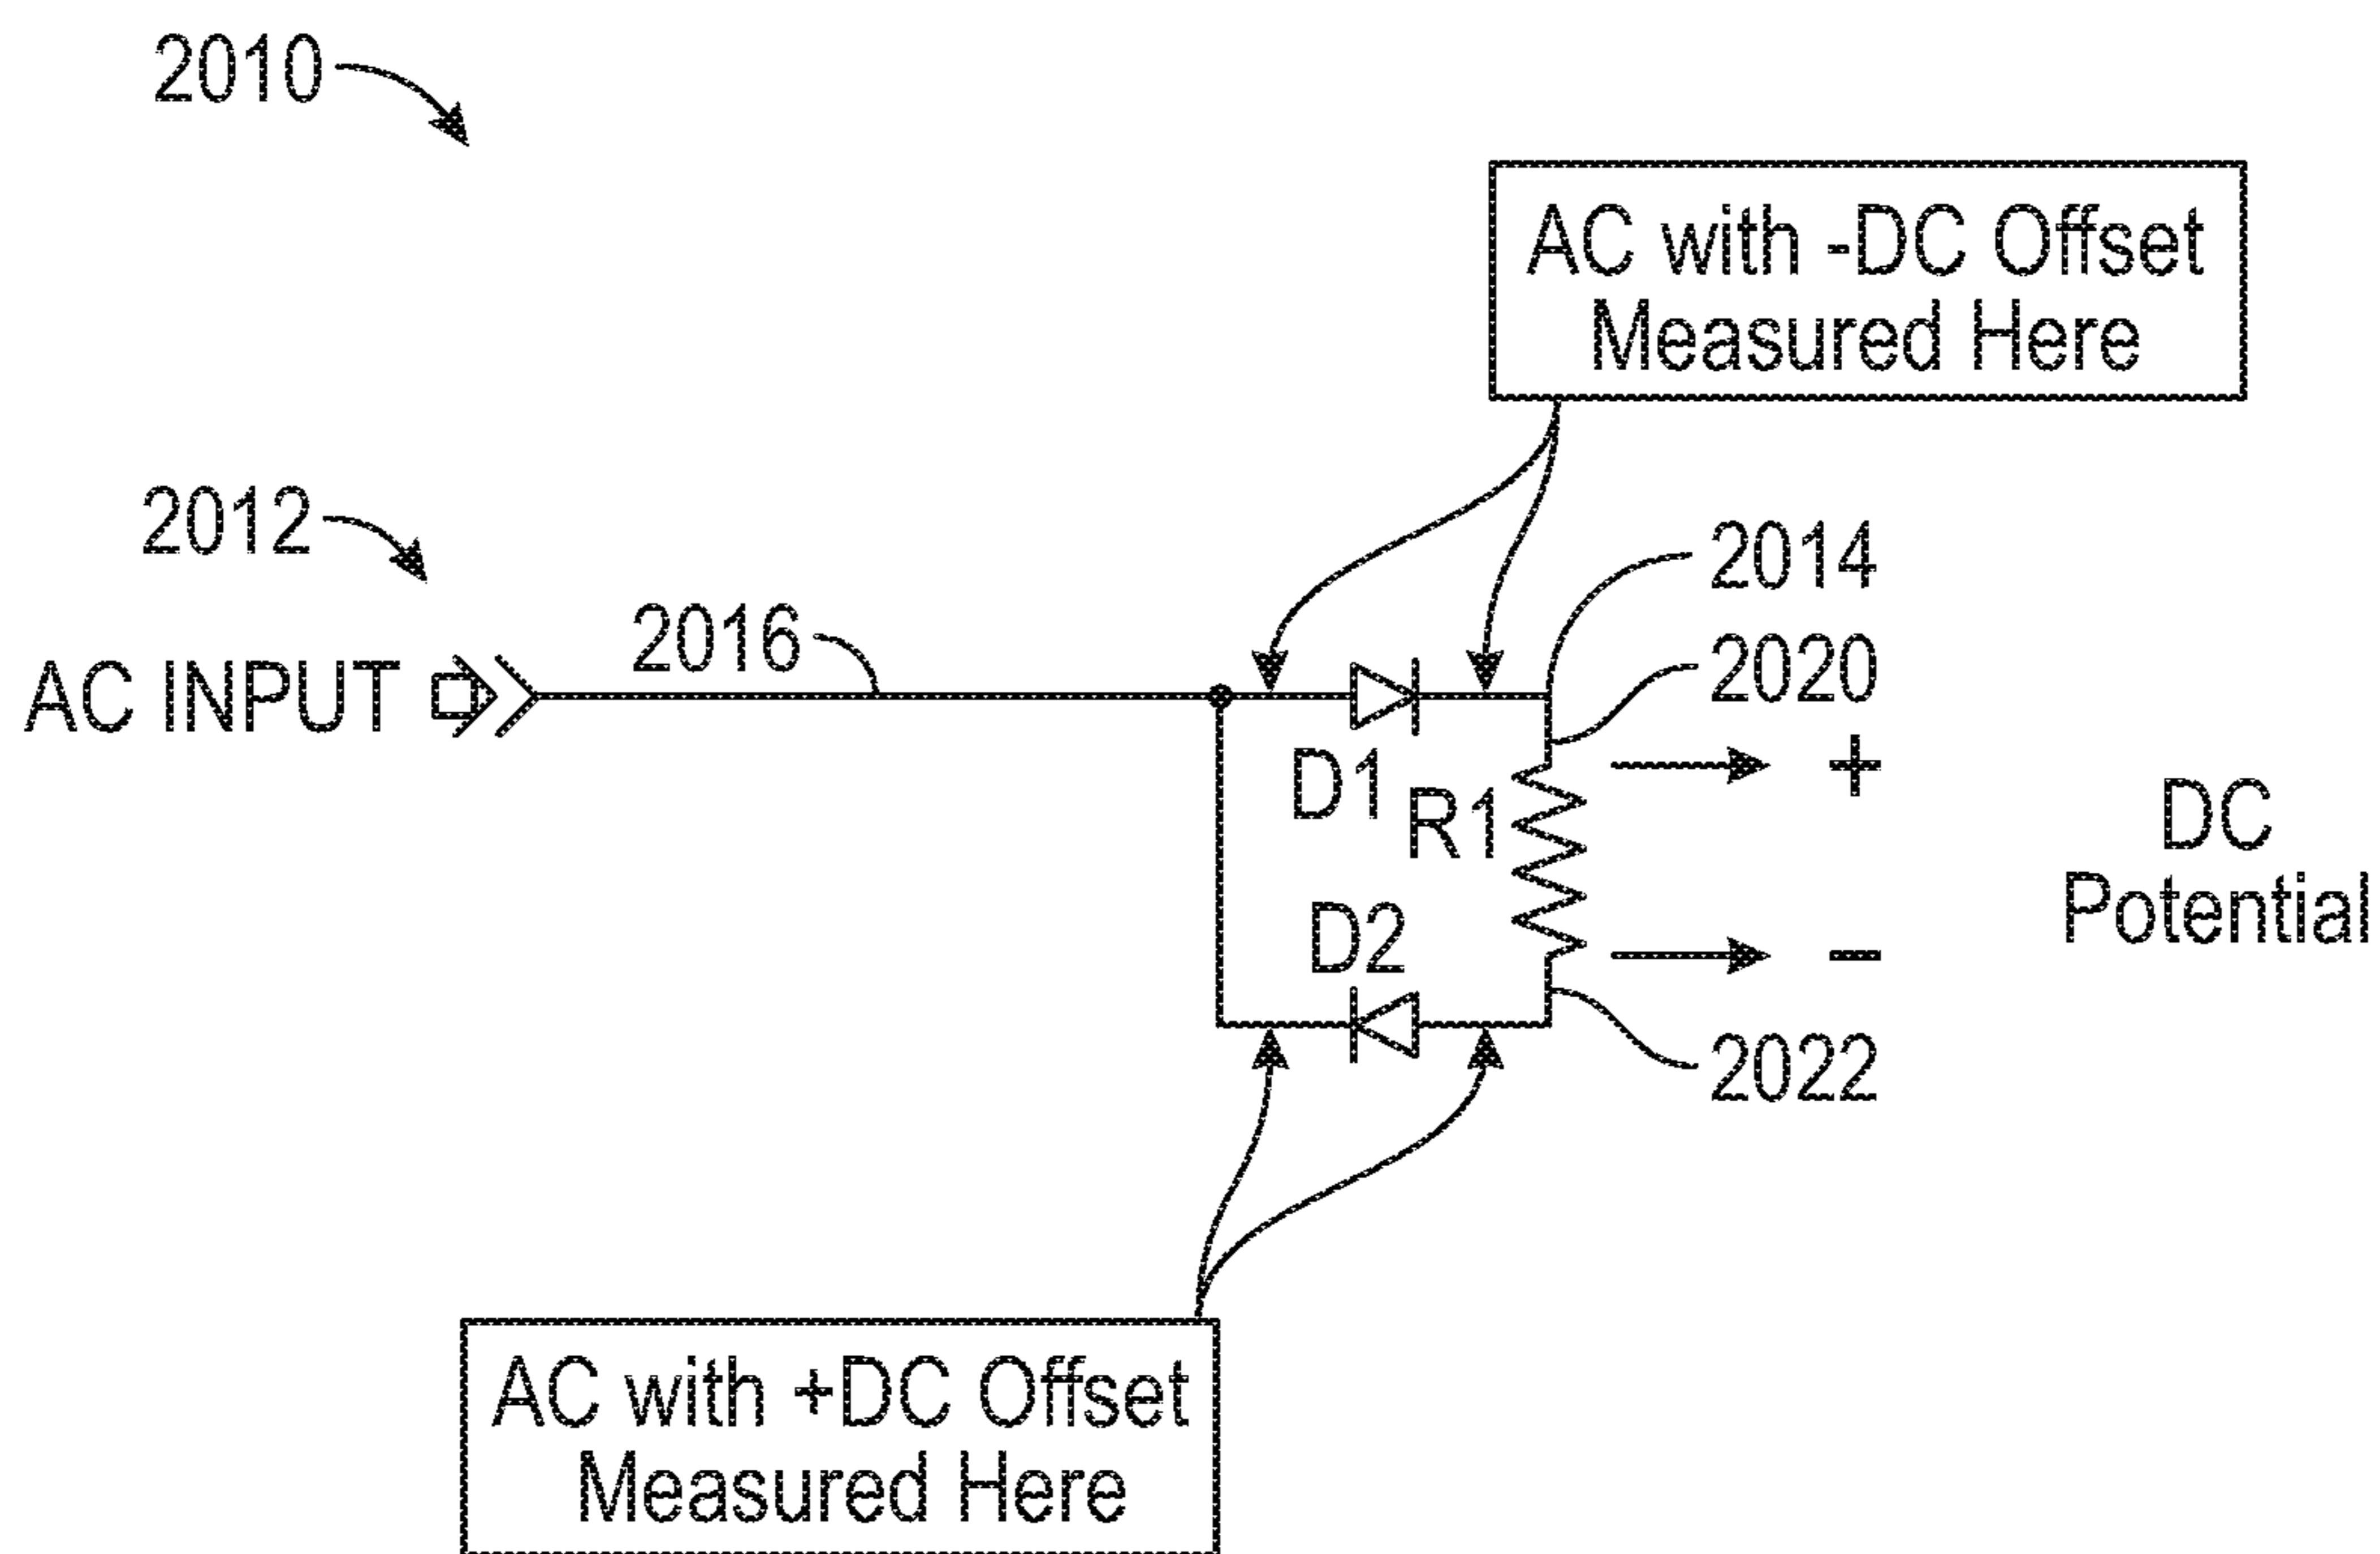 2010
AC with -DC Offset
Measured Here
2012
2014
2016
2020
AC INPUT
D1
+
R1
DC
Potential
D2
−
2022
AC with +DC Offset
Measured Here